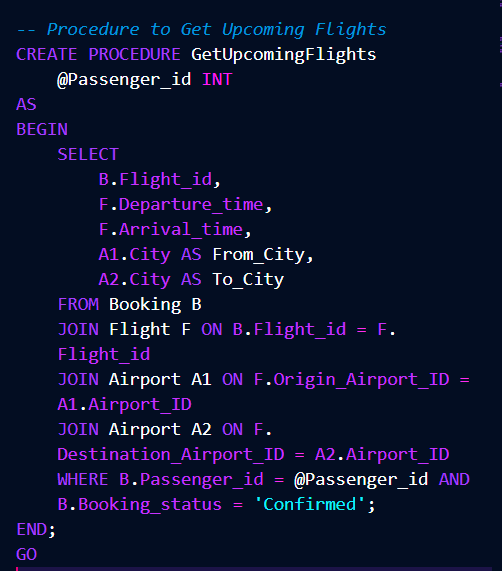 -- Procedure to Get Upcoming Flights
CREATE PROCEDURE GetUpcomingFlights
    @Passenger_id INT
AS
BEGIN
    SELECT
        B.Flight_id,
        F.Departure_time,
        F.Arrival_time,
        A1.City AS From_City,
        A2.City AS To_City
    FROM Booking B
    JOIN Flight F ON B.Flight_id = F.
    Flight_id
    JOIN Airport A1 ON F.Origin_Airport_ID =
    A1.Airport_ID
    JOIN Airport A2 ON F.
    Destination_Airport_ID = A2.Airport_ID
    WHERE B.Passenger_id = @Passenger_id AND
    B.Booking_status = 'Confirmed';
END;
GO